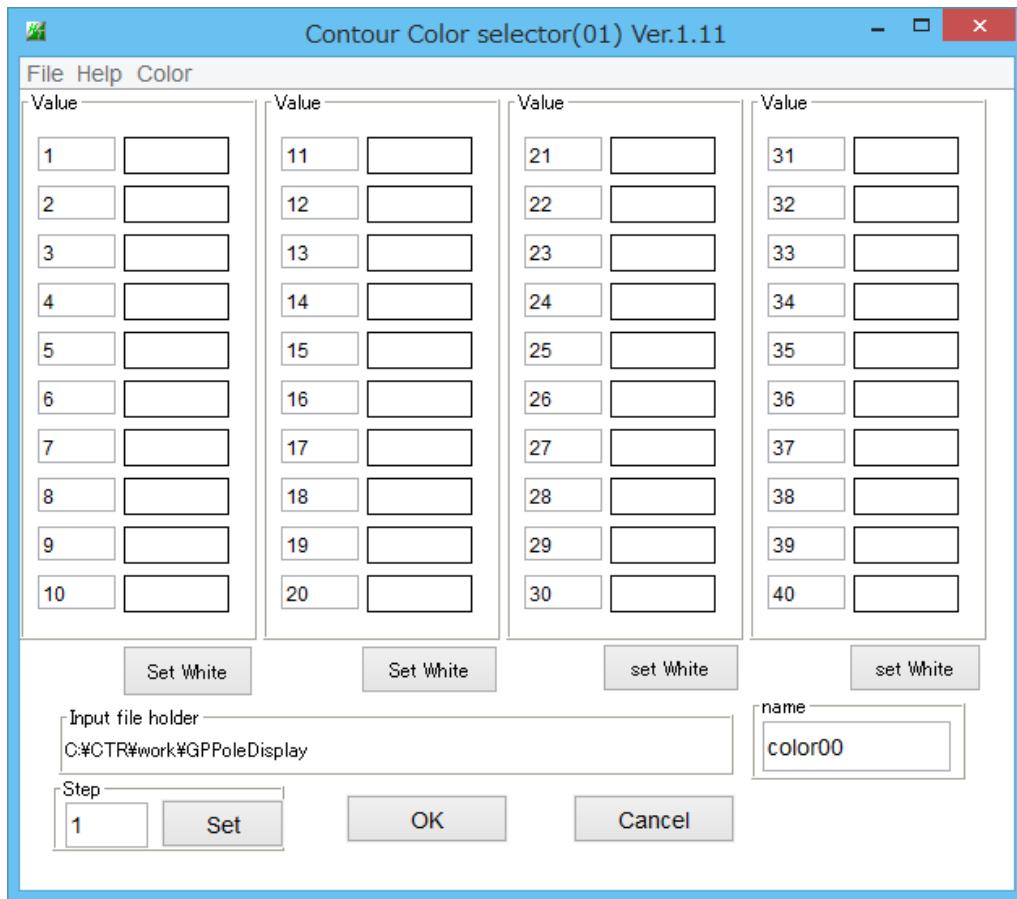 Contour Color selector(01) Ver.1.11
File Help Color
Value Value Value Value
1 11 21 31
2 12 22 32
3 13 23 33
4 14 24 34
5 15 25 35
6 16 26 36
7 17 27 37
8 18 28 38
9 19 29 39
10 20 30 40
Set White Set White set White set White
Input file holder name
C:¥CTR¥work¥GPPoleDisplay color00
Step
1 Set OK Cancel